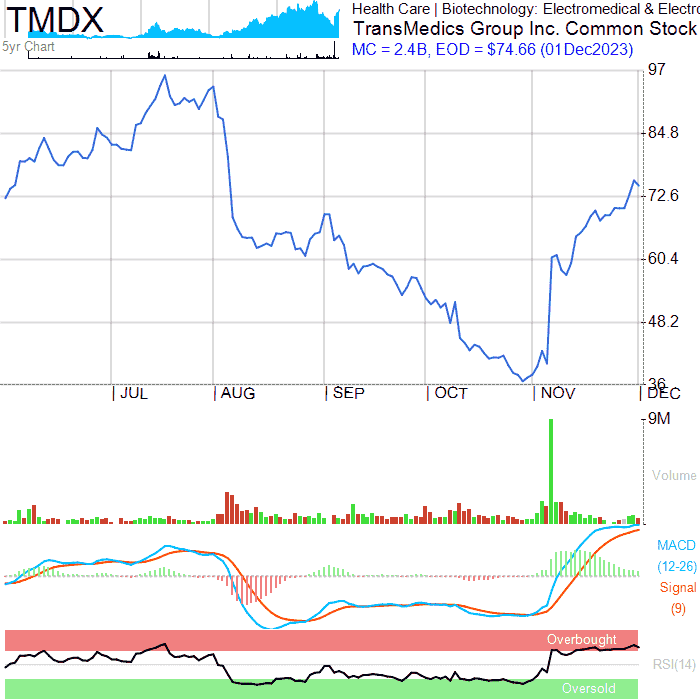 TMDX
5yr Chart
Health Care | Biotechnology: Electromedical & Electro
TransMedics Group Inc. Common Stock
MC = 2.4B, EOD = $74.66 (01Dec2023)
97
84.8
72.6
60.4
48.2
36
JUL AUG SEP OCT NOV DEC
9M
Volume
MACD
(12-26)
Signal
(9)
Overbought
RSI(14)
Oversold